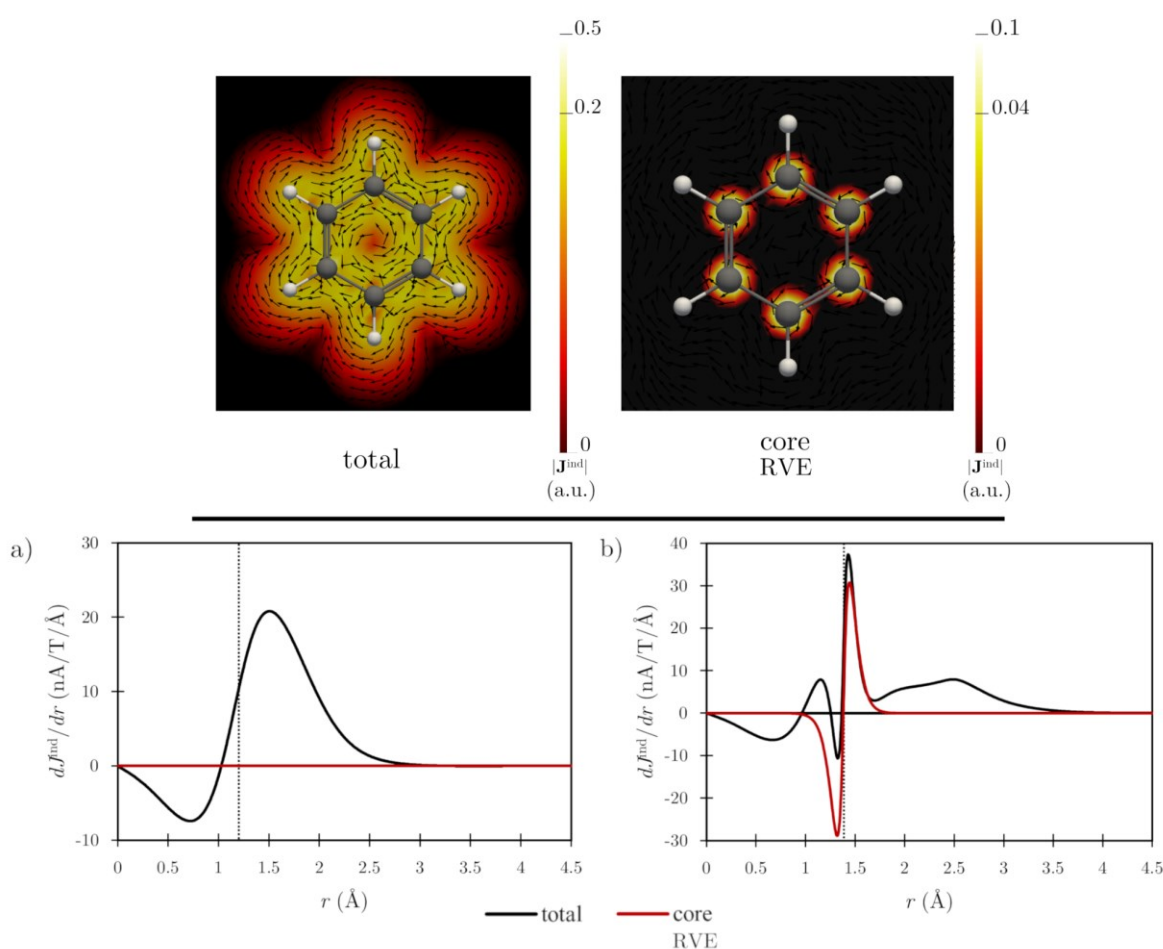 0.5
0.2
0
|J^ind|
(a.u.)
total
0.1
0.04
0
|J^ind|
(a.u.)
core
RVE
a)
30
20
10
0
-10
dJ^ind/dr (nA/T/Å)
0 0.5 1 1.5 2 2.5 3 3.5 4 4.5
r (Å)
b)
40
30
20
10
0
-10
-20
-30
dJ^ind/dr (nA/T/Å)
0 0.5 1 1.5 2 2.5 3 3.5 4 4.5
r (Å)
total core
RVE